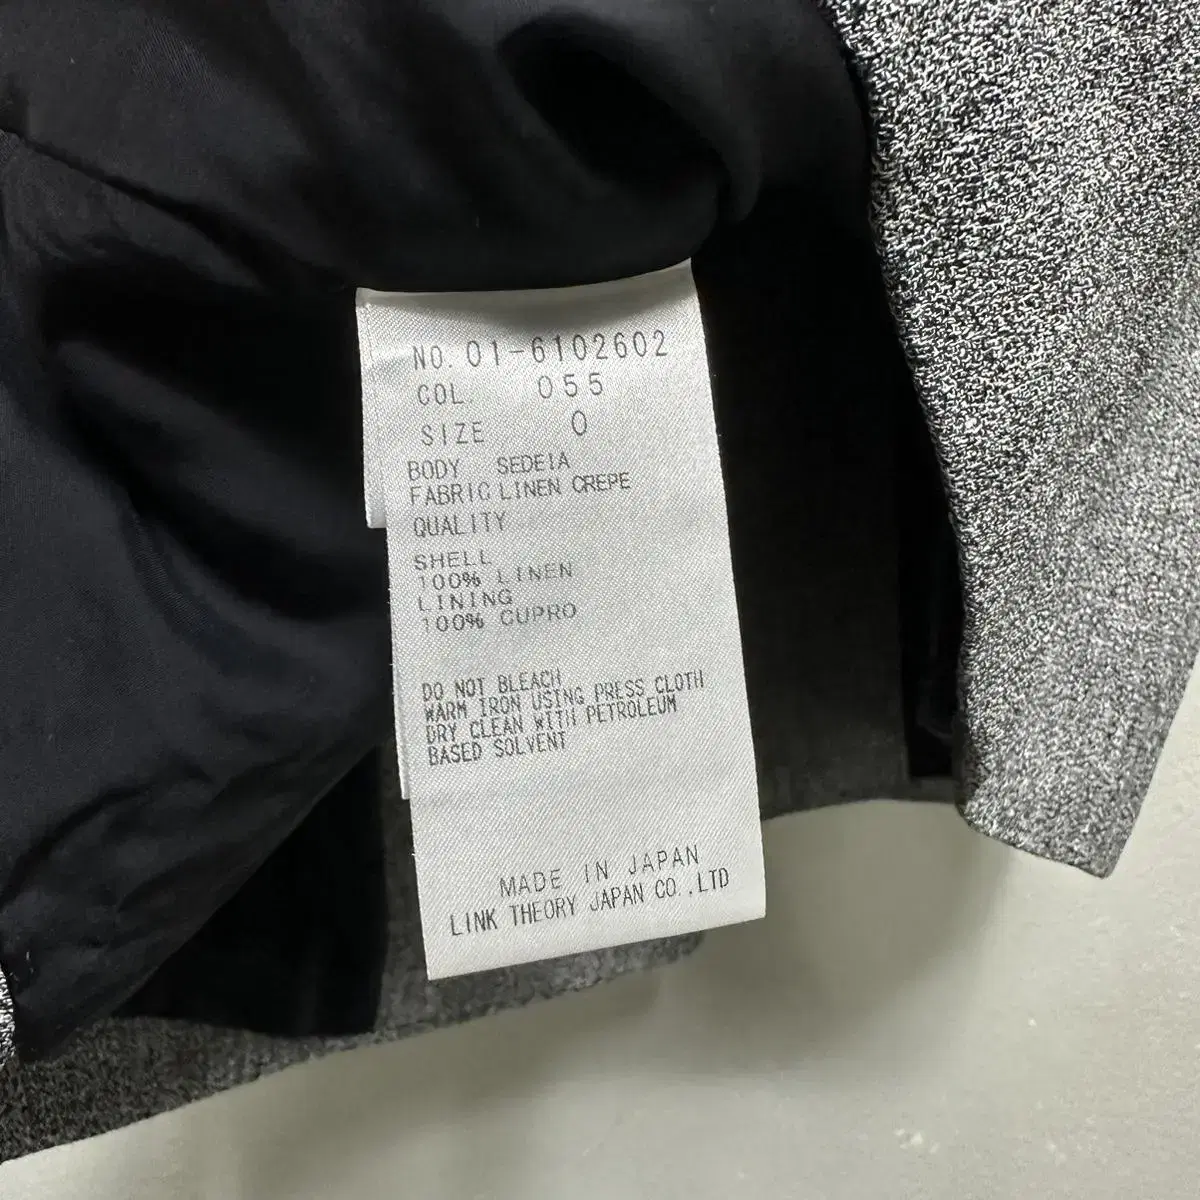 NO. 01-6102602
COL. 055
SIZE 0
BODY SEDEIA
FABRIC LINEN CREPE
QUALITY
SHELL
100% LINEN
LINING
100% CUPRO
DO NOT BLEACH
WARM IRON USING PRESS CLOTH
DRY CLEAN WITH PETROLEUM
BASED SOLVENT
MADE IN JAPAN
LINK THEORY JAPAN CO.,LTD